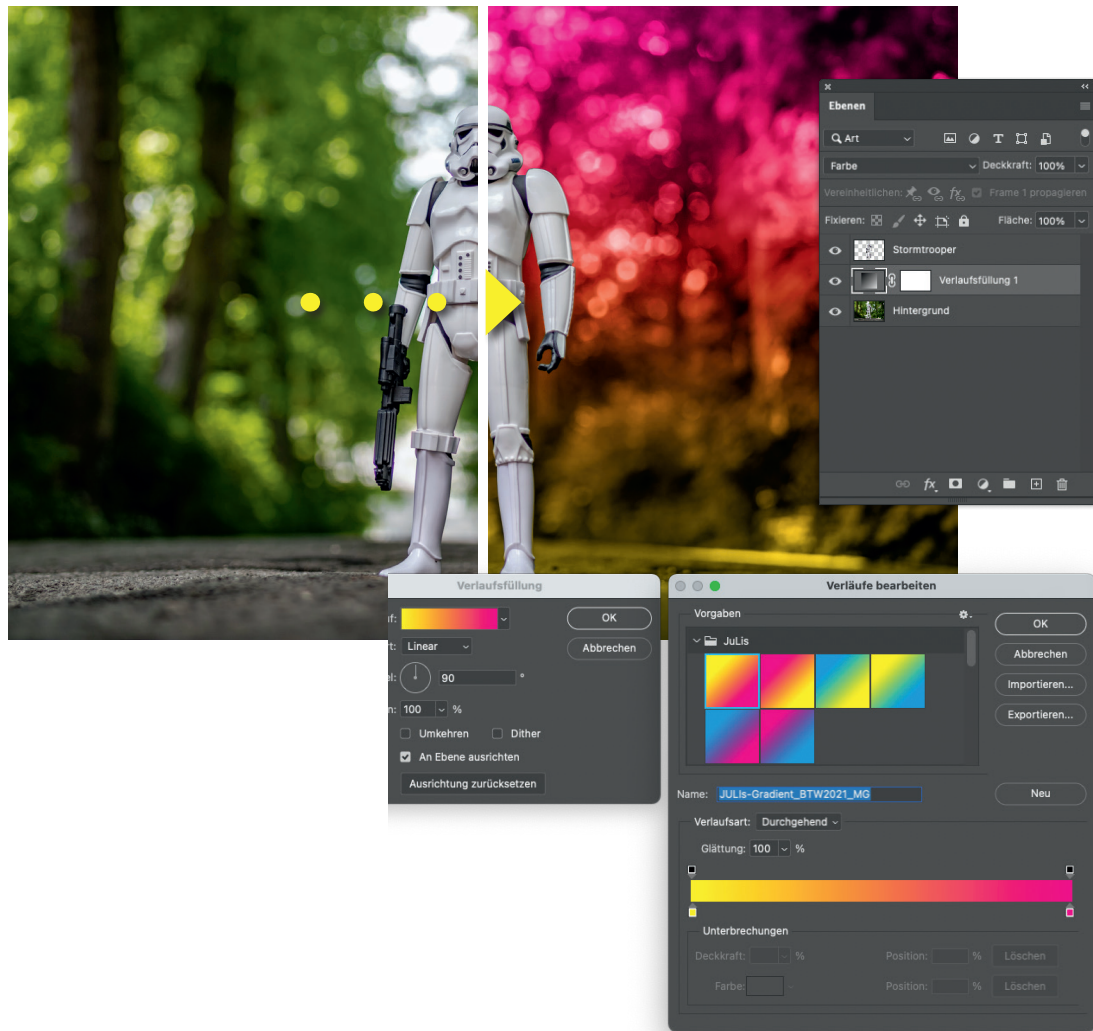 Ebenen
Art
Farbe Deckkraft: 100%
Vereinheitlichen: Frame 1 propagieren
Fixieren: Fläche: 100%
Stormtrooper
Verlaufsfüllung 1
Hintergrund
fx
Verlaufsfüllung
f:
OK
t: Linear
Abbrechen
el: 90 °
n: 100 %
Umkehren Dither
An Ebene ausrichten
Ausrichtung zurücksetzen
Verläufe bearbeiten
Vorgaben
JuLis
OK
Abbrechen
Importieren...
Exportieren...
Name: JULIs-Gradient_BTW2021_MG
Neu
Verlaufsart: Durchgehend
Glättung: 100 %
Unterbrechungen
Deckkraft: % Position: % Löschen
Farbe: Position: % Löschen